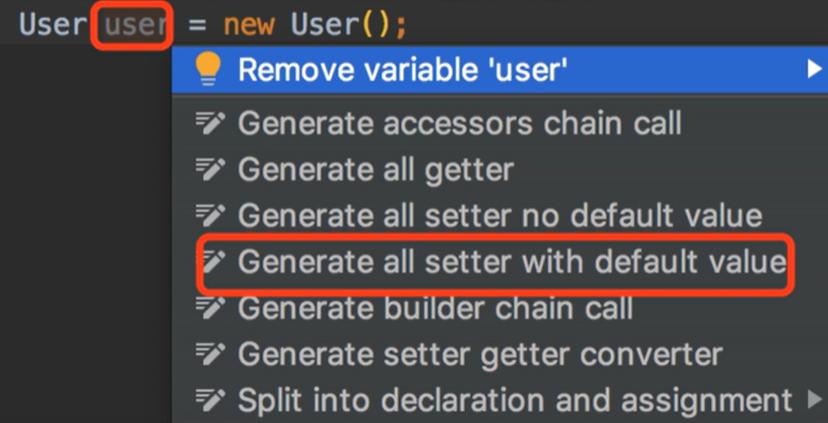 User user = new User();
Remove variable 'user'
Generate accessors chain call
Generate all getter
Generate all setter no default value
Generate all setter with default value
Generate builder chain call
Generate setter getter converter
Split into declaration and assignment